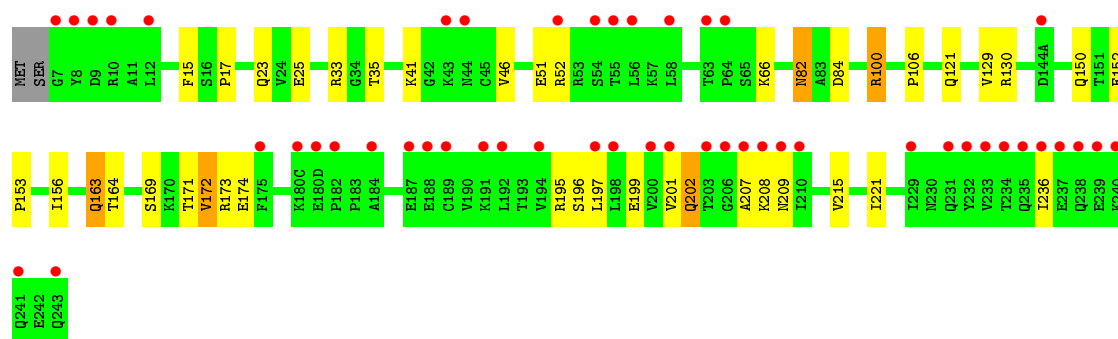 MET SER G7 Y8 D9 R10 A11 L12 F15 S16 P17 Q23 V24 E25 R33 G34 T35 K41 G42 K43 N44 C45 V46 E51 R52 R53 S54 T55 L56 K57 L58 T63 P64 S65 K66 N82 A83 D84 R100 P106 Q121 V129 R130 D144A Q150 T151 E152
P153 I156 Q163 T164 S169 K170 T171 V172 R173 E174 F175 K180C E180D P182 P183 A184 E187 E188 C189 V190 K191 L192 T193 V194 R195 S196 L197 L198 E199 V200 V201 Q202 T203 G206 A207 K208 N209 I210 V215 I221 I229 N230 Q231 Y232 V233 T234 Q235 I236 E237 Q238 E239 K240
Q241 E242 Q243